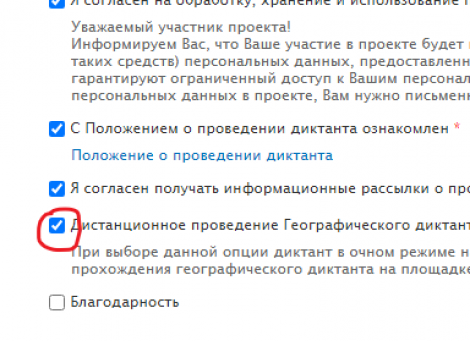 Я согласен на обработку, хранение и использование
Уважаемый участник проекта!
Информируем Вас, что Ваше участие в проекте будет
таких средств) персональных данных, предоставленн
гарантируют ограниченный доступ к Вашим персонал
персональных данных в проекте, Вам нужно письменн
С Положением о проведении диктанта ознакомлен *
Положение о проведении диктанта
Я согласен получать информационные рассылки о про
Дистанционное проведение Географического диктант
При выборе данной опции диктант в очном режиме н
прохождения географического диктанта на площадке
Благодарность